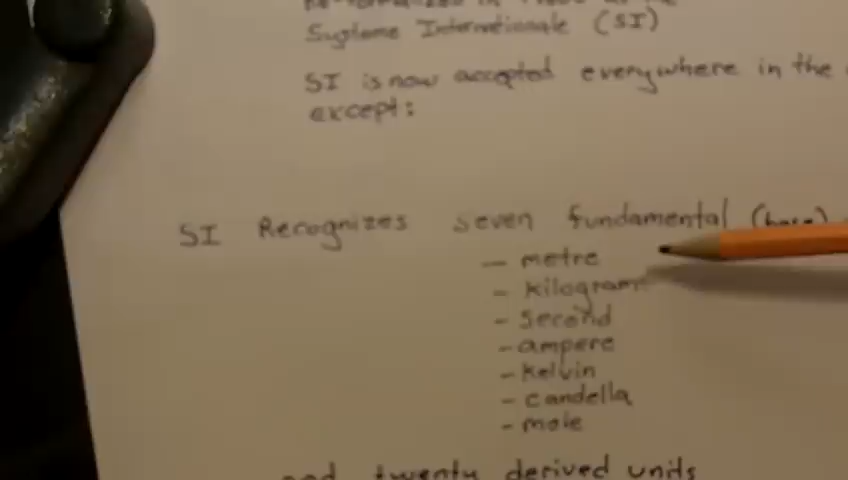 Systeme Internationale (SI)
SI is now accepted everywhere in the
except:
SI Recognizes seven fundamental (base)
- metre
- kilogram
- second
- ampere
- kelvin
- candella
- mole
and twenty derived units